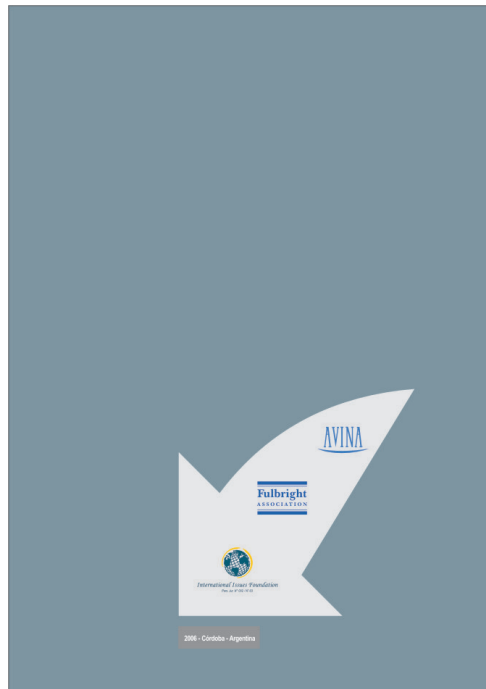 AVINA
Fulbright
ASSOCIATION
International Issues Foundation
2006 - Córdoba - Argentina